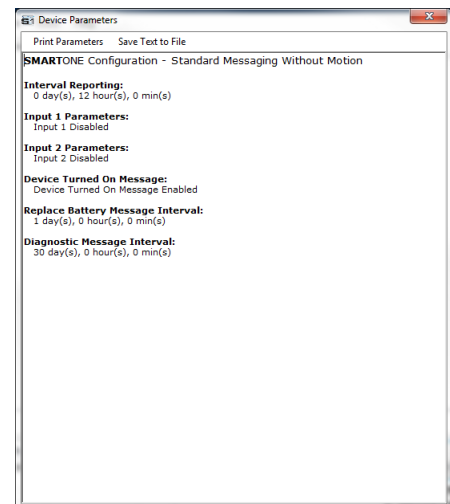 Device Parameters
Print Parameters Save Text to File
SMARTONE Configuration - Standard Messaging Without Motion
Interval Reporting:
0 day(s), 12 hour(s), 0 min(s)
Input 1 Parameters:
Input 1 Disabled
Input 2 Parameters:
Input 2 Disabled
Device Turned On Message:
Device Turned On Message Enabled
Replace Battery Message Interval:
1 day(s), 0 hour(s), 0 min(s)
Diagnostic Message Interval:
30 day(s), 0 hour(s), 0 min(s)